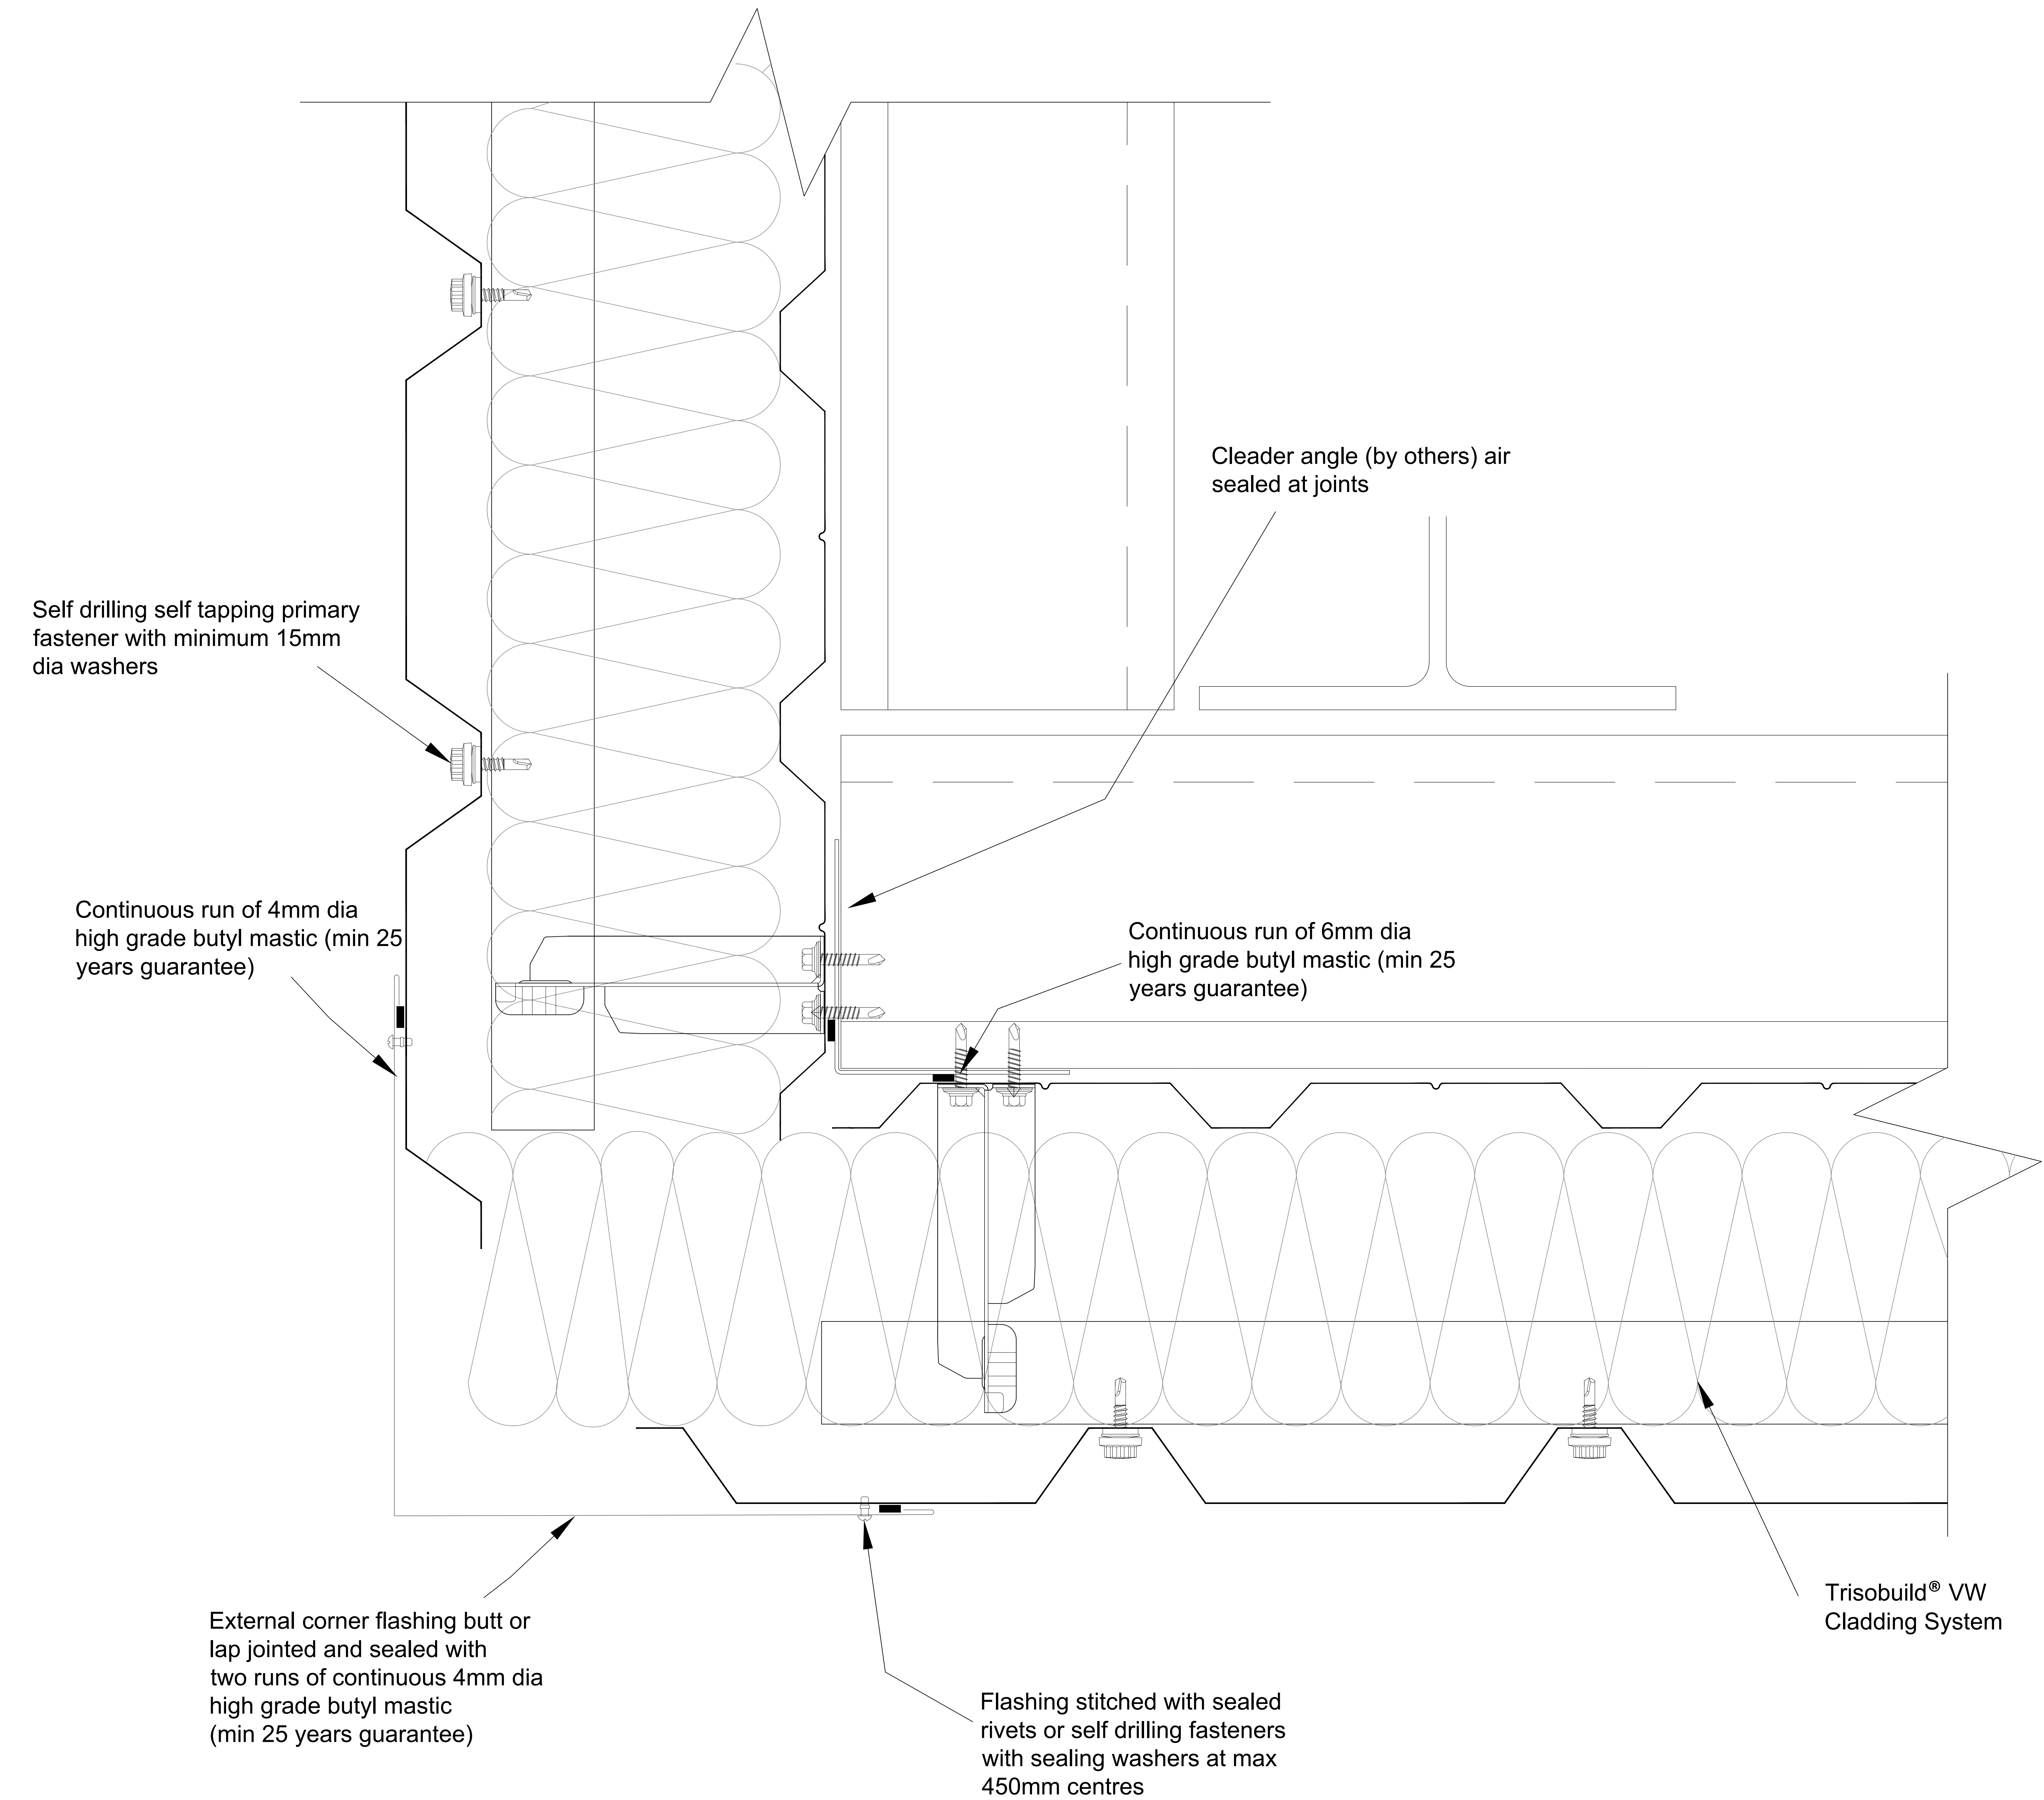 Cleader angle (by others) air
sealed at joints
Self drilling self tapping primary
fastener with minimum 15mm
dia washers
Continuous run of 4mm dia
high grade butyl mastic (min 25
years guarantee)
Continuous run of 6mm dia
high grade butyl mastic (min 25
years guarantee)
Trisobuild® VW
Cladding System
External corner flashing butt or
lap jointed and sealed with
two runs of continuous 4mm dia
high grade butyl mastic
(min 25 years guarantee)
Flashing stitched with sealed
rivets or self drilling fasteners
with sealing washers at max
450mm centres